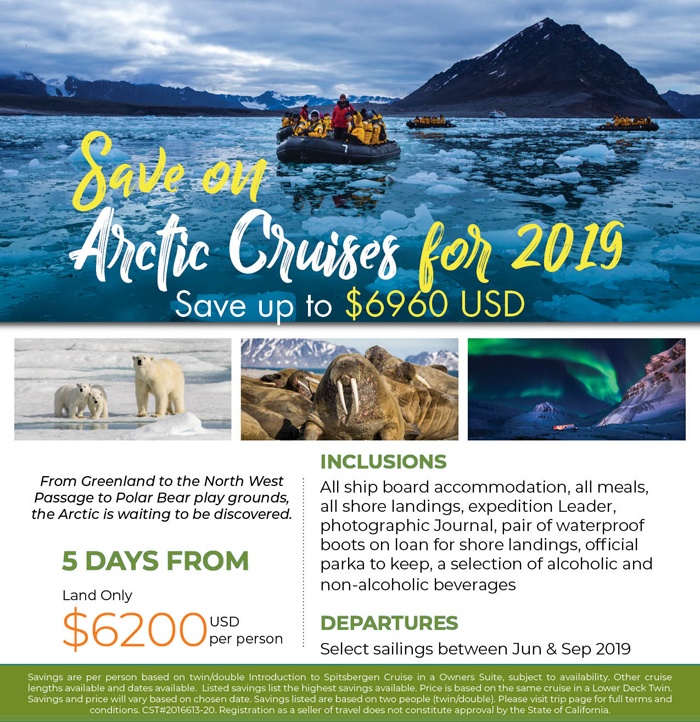 Save on
Arctic Cruises for 2019
Save up to $6960 USD
From Greenland to the North West
Passage to Polar Bear play grounds,
the Arctic is waiting to be discovered.
5 DAYS FROM
Land Only
$6200 USD
per person
INCLUSIONS
All ship board accommodation, all meals,
all shore landings, expedition Leader,
photographic Journal, pair of waterproof
boots on loan for shore landings, official
parka to keep, a selection of alcoholic and
non-alcoholic beverages
DEPARTURES
Select sailings between Jun & Sep 2019
Savings are per person based on twin/double Introduction to Spitsbergen Cruise in a Owners Suite, subject to availability. Other cruise
lengths available and dates available. Listed savings list the highest savings available. Price is based on the same cruise in a Lower Deck Twin.
Savings and price will vary based on chosen date. Savings listed are based on two people (twin/double). Please visit trip page for full terms and
conditions. CST#2016613-20. Registration as a seller of travel does not constitute approval by the State of California.
7